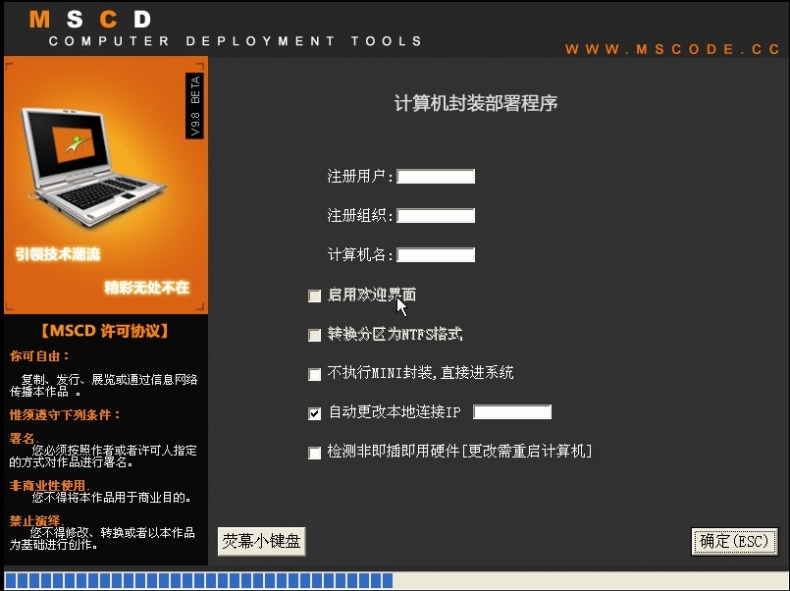 MSCD
COMPUTER DEPLOYMENT TOOLS
WWW.MSCODE.CC
V9.8 BETA
引领技术潮流
精彩无处不在
【MSCD 许可协议】
你可自由：
复制、发行、展览或通过信息网络
传播本作品 。
惟须遵守下列条件：
署名.
您必须按照作者或者许可人指定
的方式对作品进行署名。
非商业性使用.
您不得将本作品用于商业目的。
禁止演绎.
您不得修改、转换或者以本作品
为基础进行创作。
计算机封装部署程序
注册用户:
注册组织:
计算机名:
启用欢迎界面
转换分区为NTFS格式
不执行MINI封装,直接进系统
自动更改本地连接IP
检测非即插即用硬件[更改需重启计算机]
荧幕小键盘
确定(ESC)